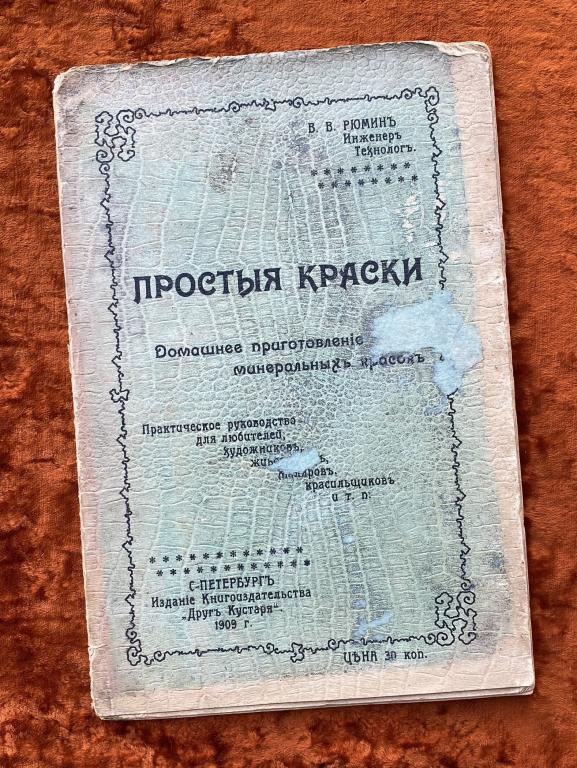 В. В. РЮМИНЪ
Инженеръ
Технологъ.
ПРОСТЫЯ КРАСКИ
Домашнее приготовленіе
минеральныхъ красокъ
Практическое руководство
для любителей,
художниковъ,
маляровъ,
красильщиковъ
и т. п.
С-ПЕТЕРБУРГЪ
Изданіе Книгоиздательства
„Другъ Кустаря".
1909 г.
ЦѢНА 30 коп.